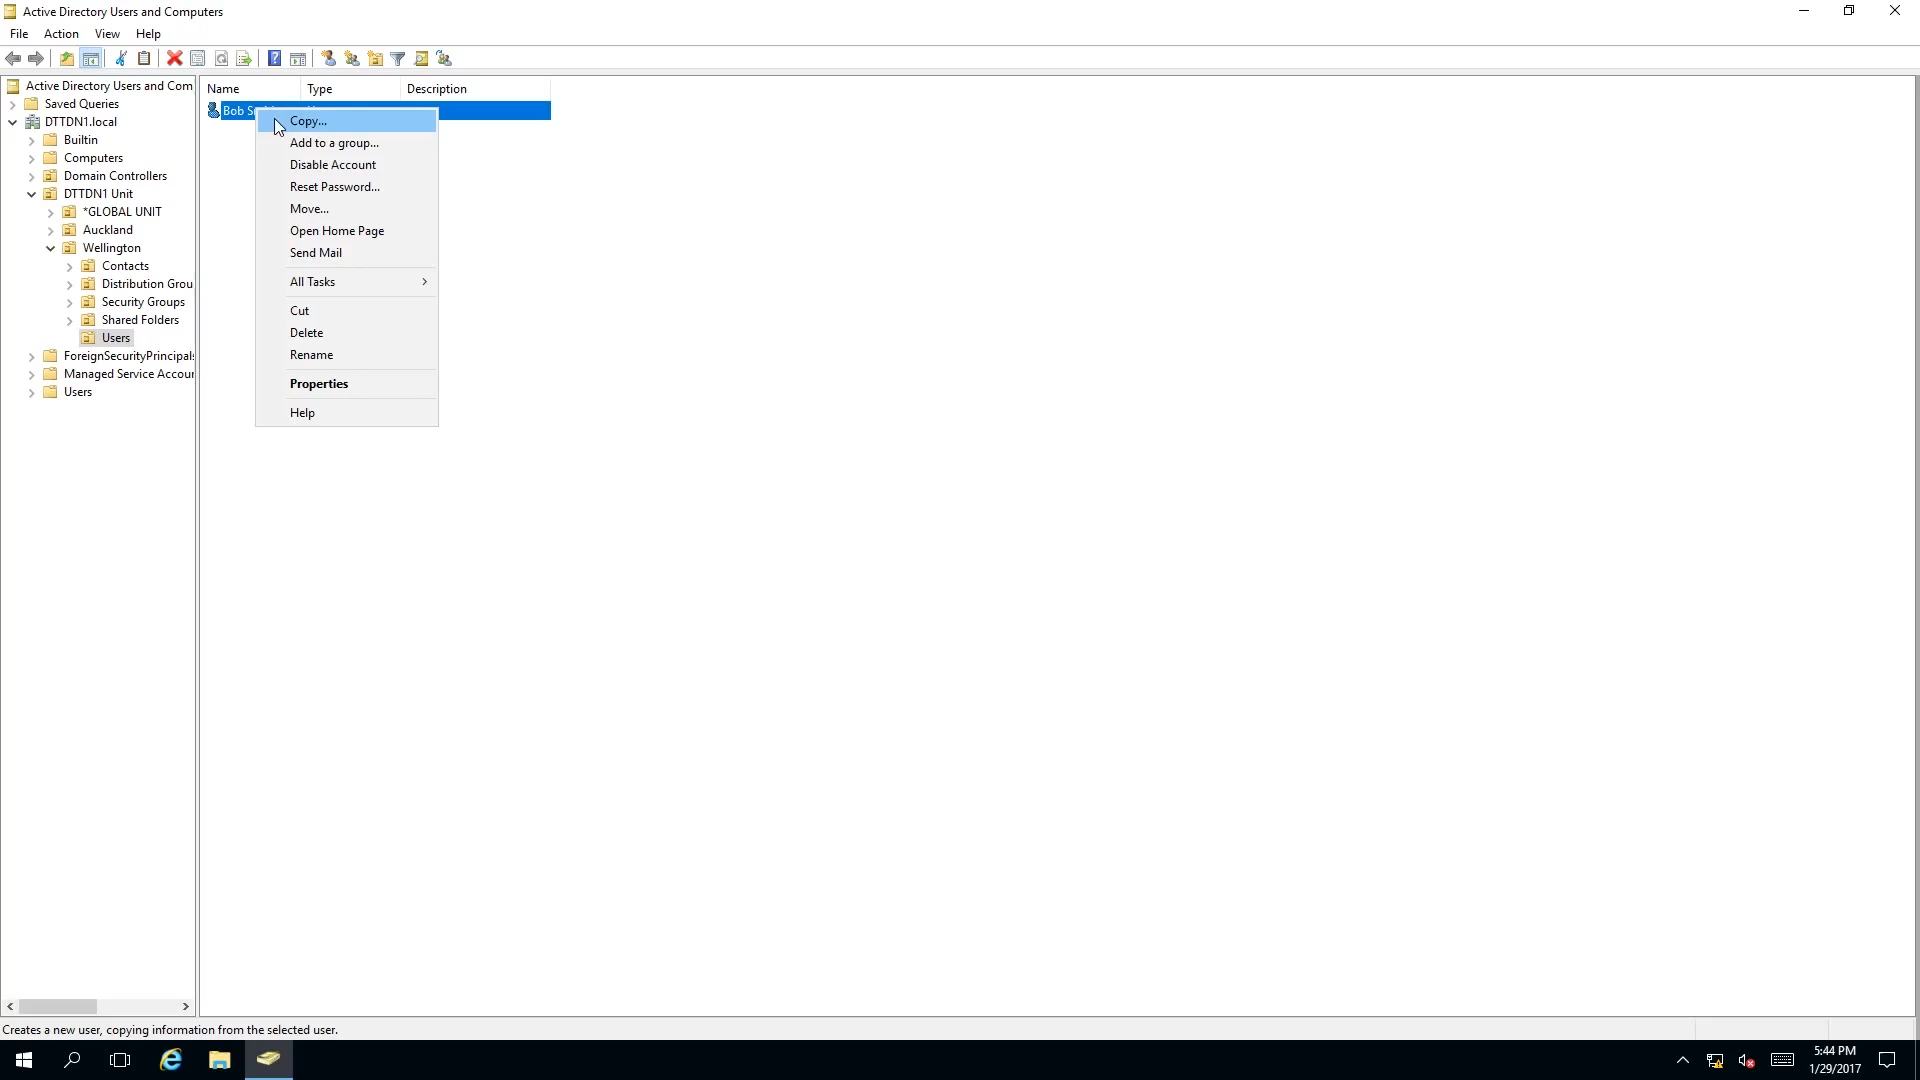 Active Directory Users and Computers
File Action View Help
Active Directory Users and Com
Saved Queries
DTTDN1.local
Builtin
Computers
Domain Controllers
DTTDN1 Unit
*GLOBAL UNIT
Auckland
Wellington
Contacts
Distribution Grou
Security Groups
Shared Folders
Users
ForeignSecurityPrincipals
Managed Service Accoun
Users
Name Type Description
Bob
Copy...
Add to a group...
Disable Account
Reset Password...
Move...
Open Home Page
Send Mail
All Tasks
Cut
Delete
Rename
Properties
Help
Creates a new user, copying information from the selected user.
5:44 PM
1/29/2017